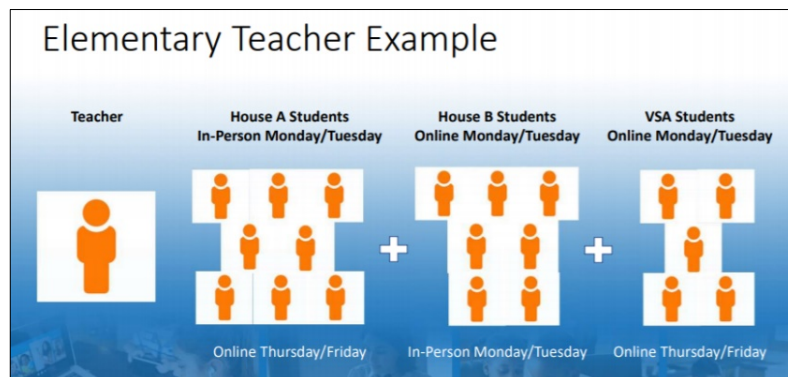 Elementary Teacher Example
Teacher
House A Students
In-Person Monday/Tuesday
House B Students
Online Monday/Tuesday
VSA Students
Online Monday/Tuesday
Online Thursday/Friday
In-Person Monday/Tuesday
Online Thursday/Friday